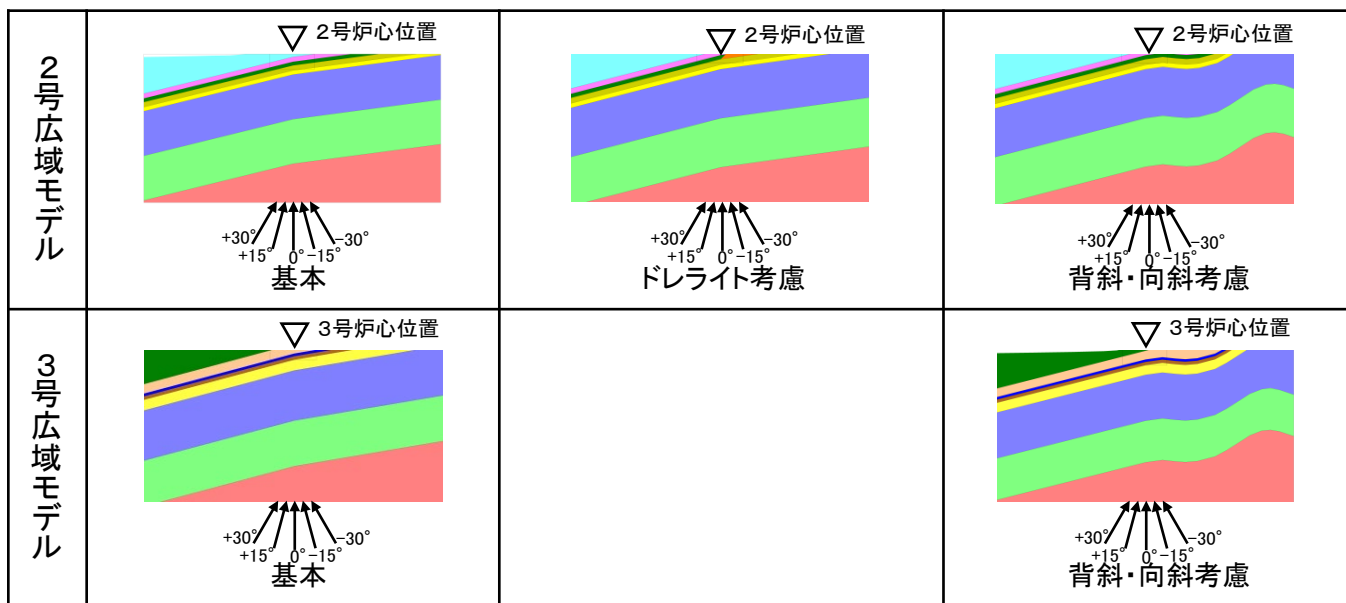 2号広域モデル
▽ 2号炉心位置
+30°
+15°
0°
-15°
-30°
基本
▽ 2号炉心位置
+30°
+15°
0°
-15°
-30°
ドレライト考慮
▽ 2号炉心位置
+30°
+15°
0°
-15°
-30°
背斜・向斜考慮
3号広域モデル
▽ 3号炉心位置
+30°
+15°
0°
-15°
-30°
基本
▽ 3号炉心位置
+30°
+15°
0°
-15°
-30°
背斜・向斜考慮